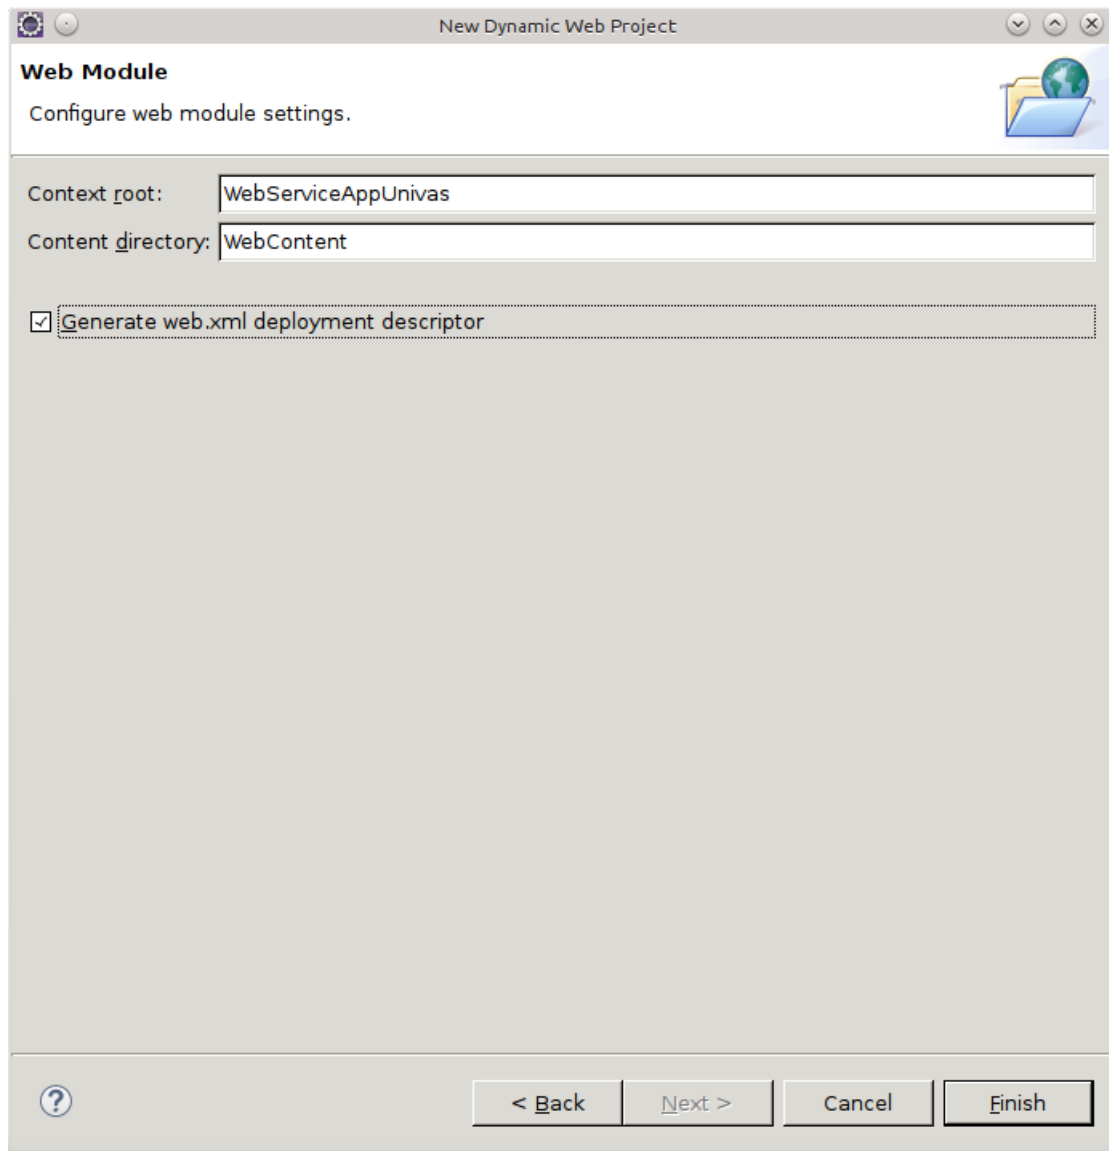 New Dynamic Web Project
Web Module
Configure web module settings.
Context root: WebServiceAppUnivas
Content directory: WebContent
Generate web.xml deployment descriptor
? < Back Next > Cancel Finish